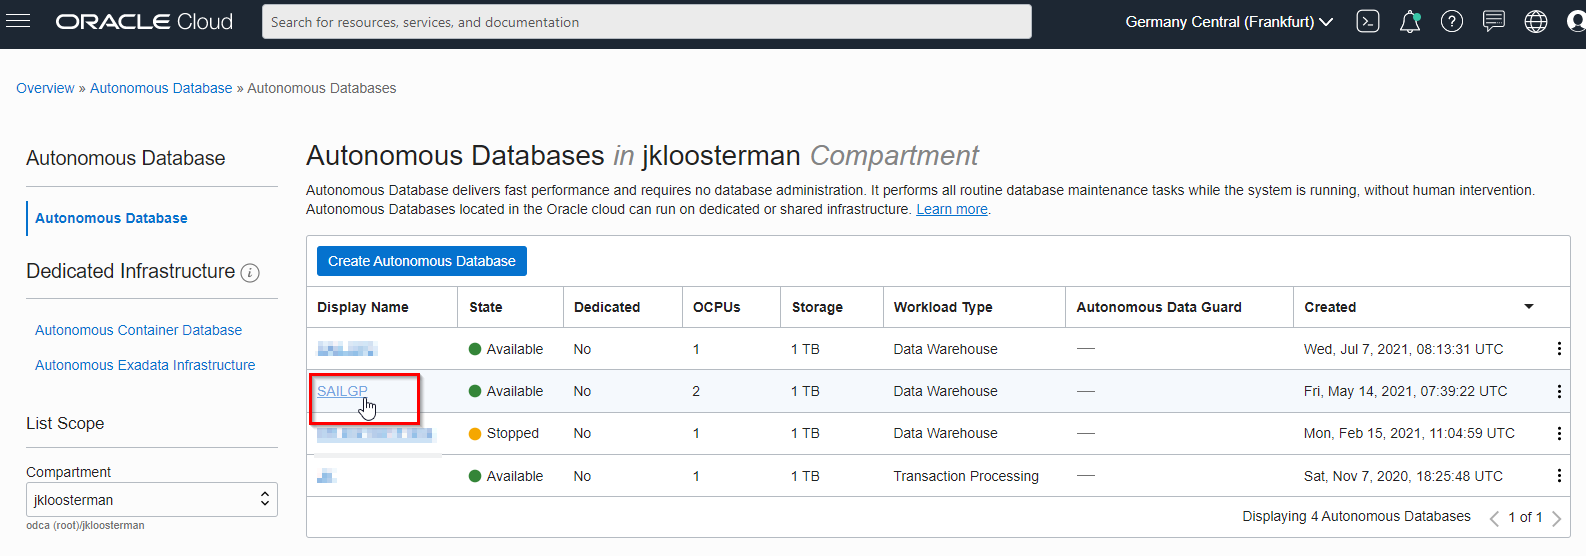 ORACLE Cloud
Search for resources, services, and documentation
Germany Central (Frankfurt)
Overview » Autonomous Database » Autonomous Databases
Autonomous Database
Autonomous Database
Dedicated Infrastructure i
Autonomous Container Database
Autonomous Exadata Infrastructure
List Scope
Compartment
jkloosterman
odca (root)/jkloosterman
Autonomous Databases in jkloosterman Compartment
Autonomous Database delivers fast performance and requires no database administration. It performs all routine database maintenance tasks while the system is running, without human intervention.
Autonomous Databases located in the Oracle cloud can run on dedicated or shared infrastructure. Learn more.
Create Autonomous Database
Display Name State Dedicated OCPUs Storage Workload Type Autonomous Data Guard Created
Available No 1 1 TB Data Warehouse — Wed, Jul 7, 2021, 08:13:31 UTC
SAILGP Available No 2 1 TB Data Warehouse — Fri, May 14, 2021, 07:39:22 UTC
Stopped No 1 1 TB Data Warehouse — Mon, Feb 15, 2021, 11:04:59 UTC
Available No 1 1 TB Transaction Processing — Sat, Nov 7, 2020, 18:25:48 UTC
Displaying 4 Autonomous Databases < 1 of 1 >